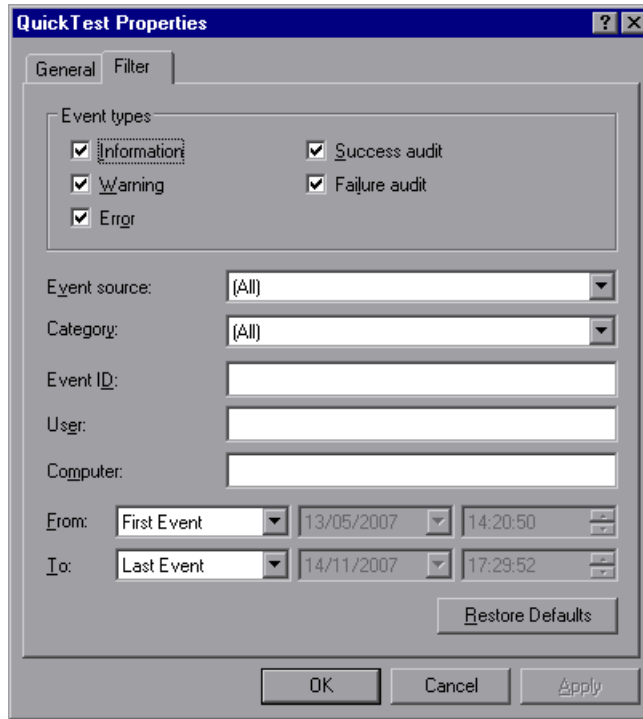 QuickTest Properties
General Filter
Event types
Information Success audit
Warning Failure audit
Error
Event source: (All)
Category: (All)
Event ID:
User:
Computer:
From: First Event 13/05/2007 14:20:50
To: Last Event 14/11/2007 17:29:52
Restore Defaults
OK Cancel Apply